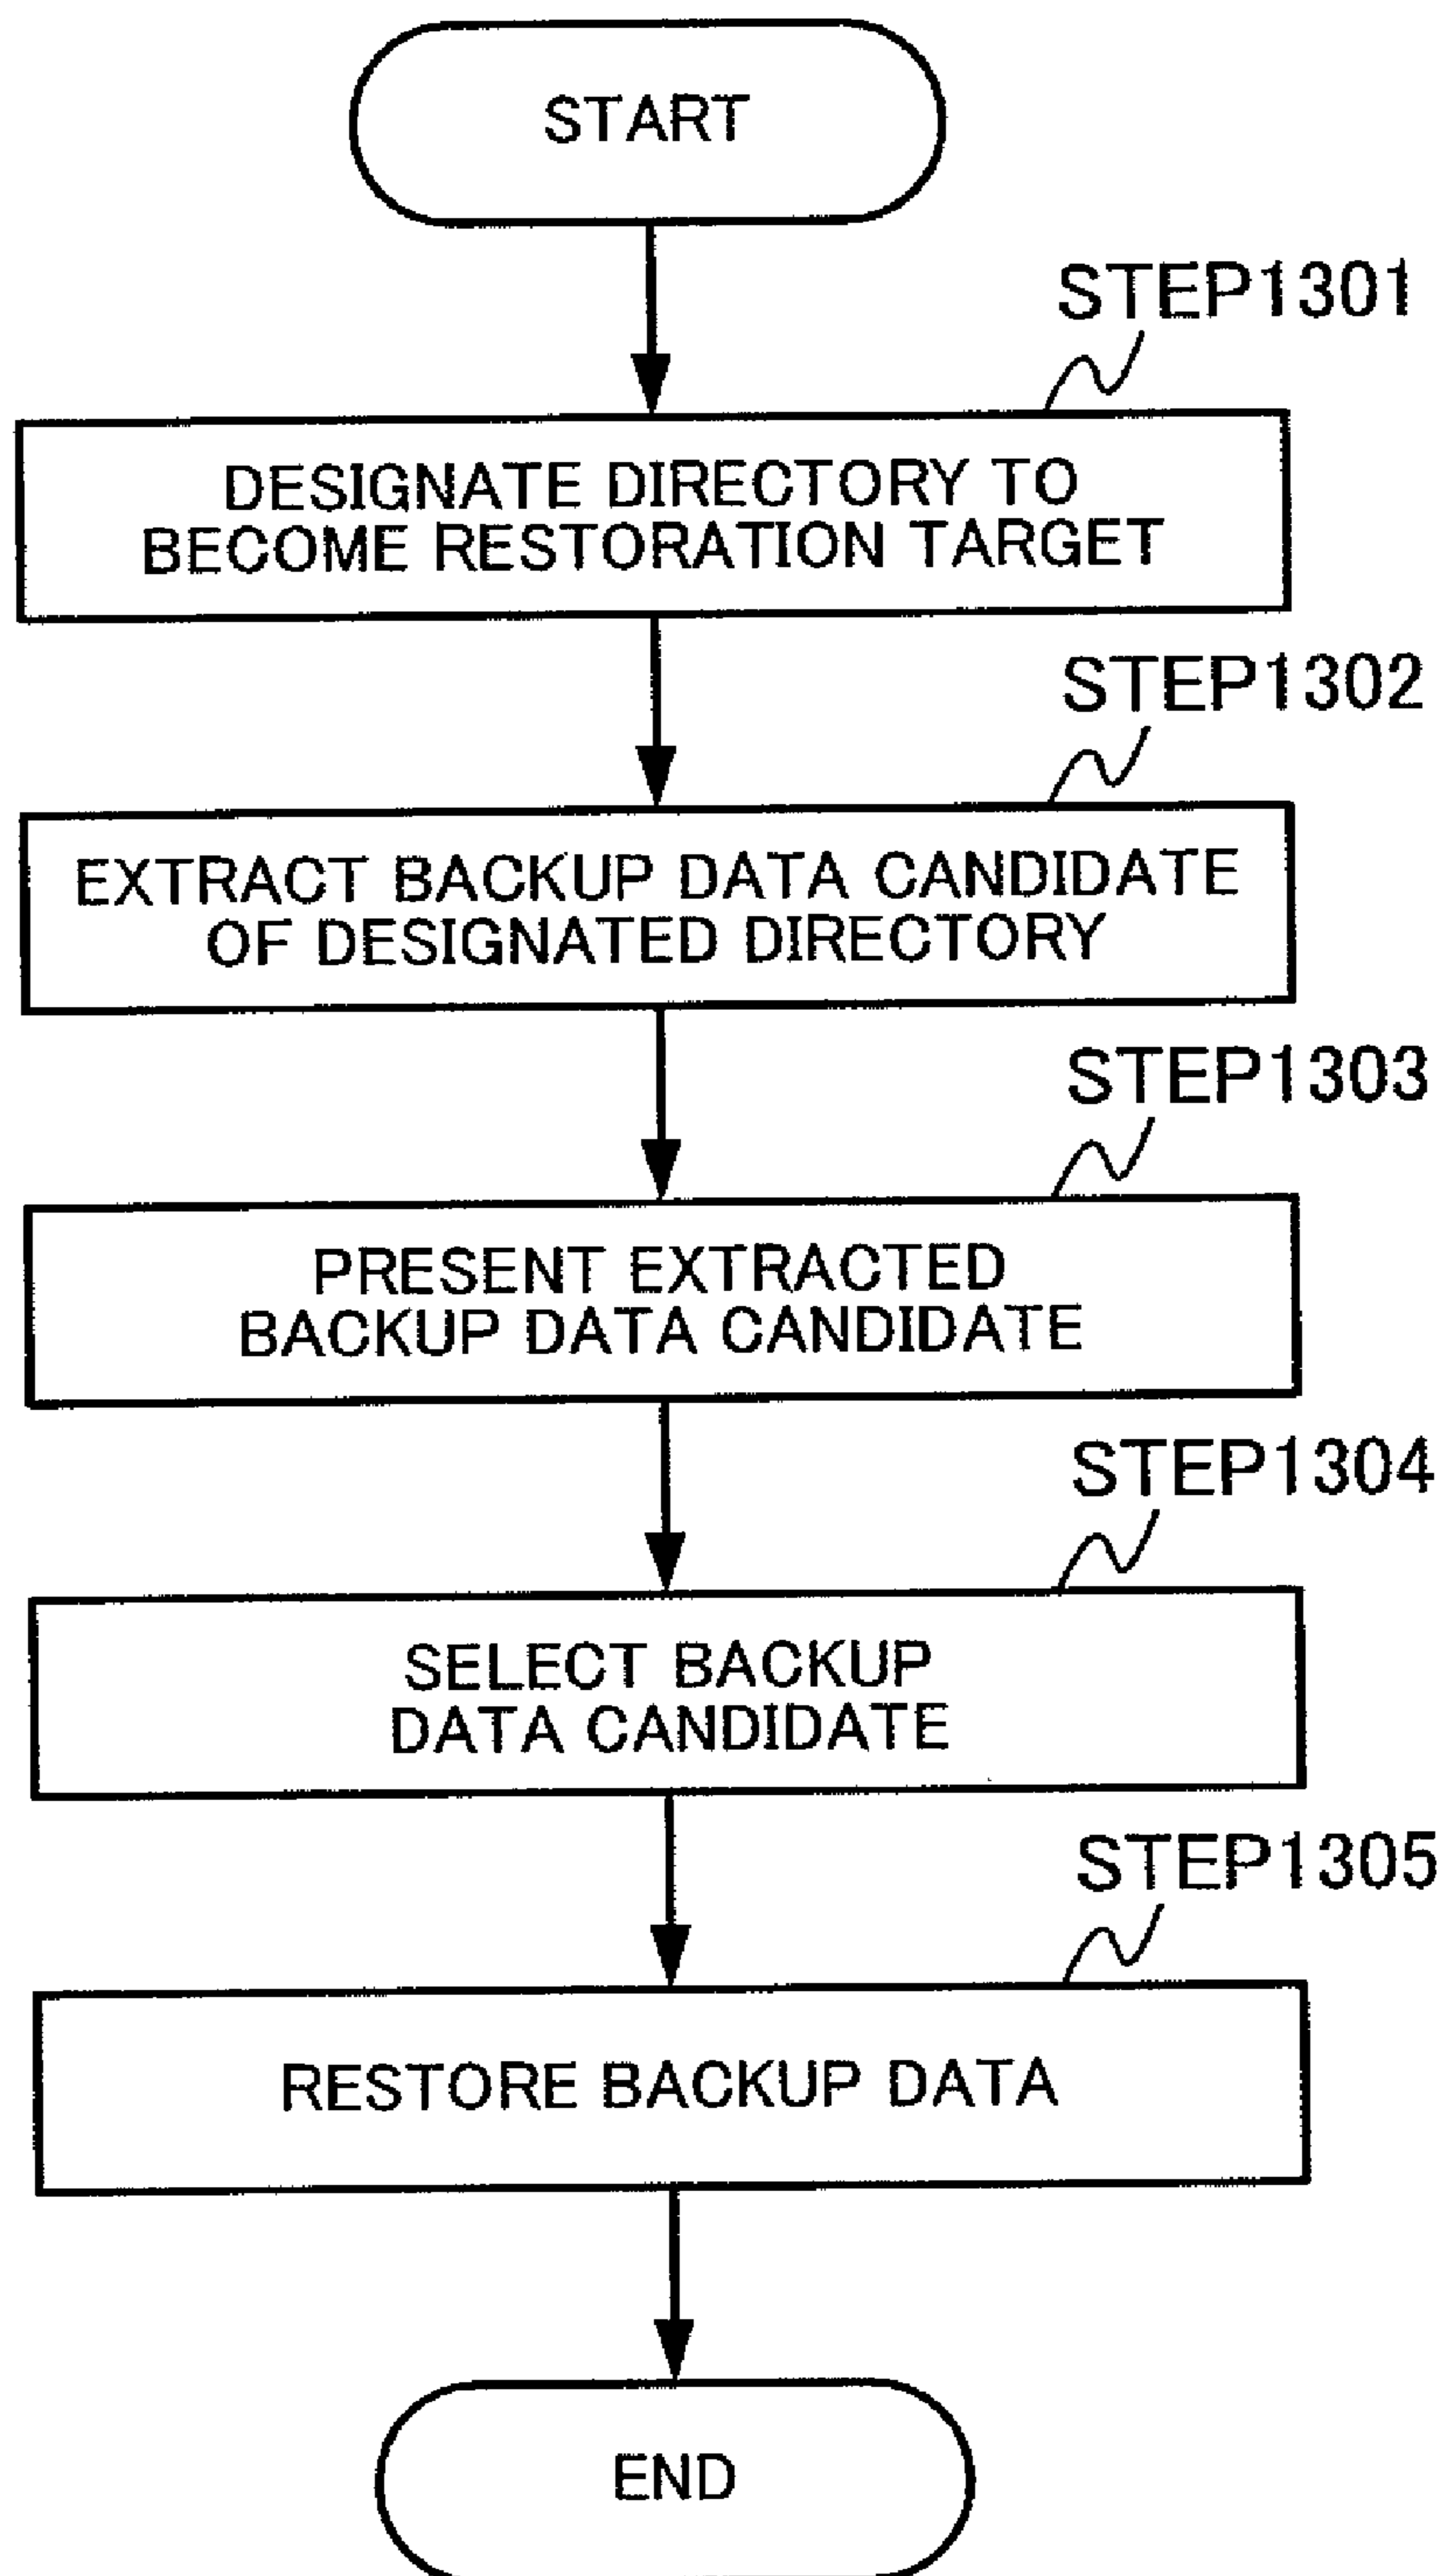 START
STEP1301
DESIGNATE DIRECTORY TO
BECOME RESTORATION TARGET
STEP1302
EXTRACT BACKUP DATA CANDIDATE
OF DESIGNATED DIRECTORY
STEP1303
PRESENT EXTRACTED
BACKUP DATA CANDIDATE
STEP1304
SELECT BACKUP
DATA CANDIDATE
STEP1305
RESTORE BACKUP DATA
END